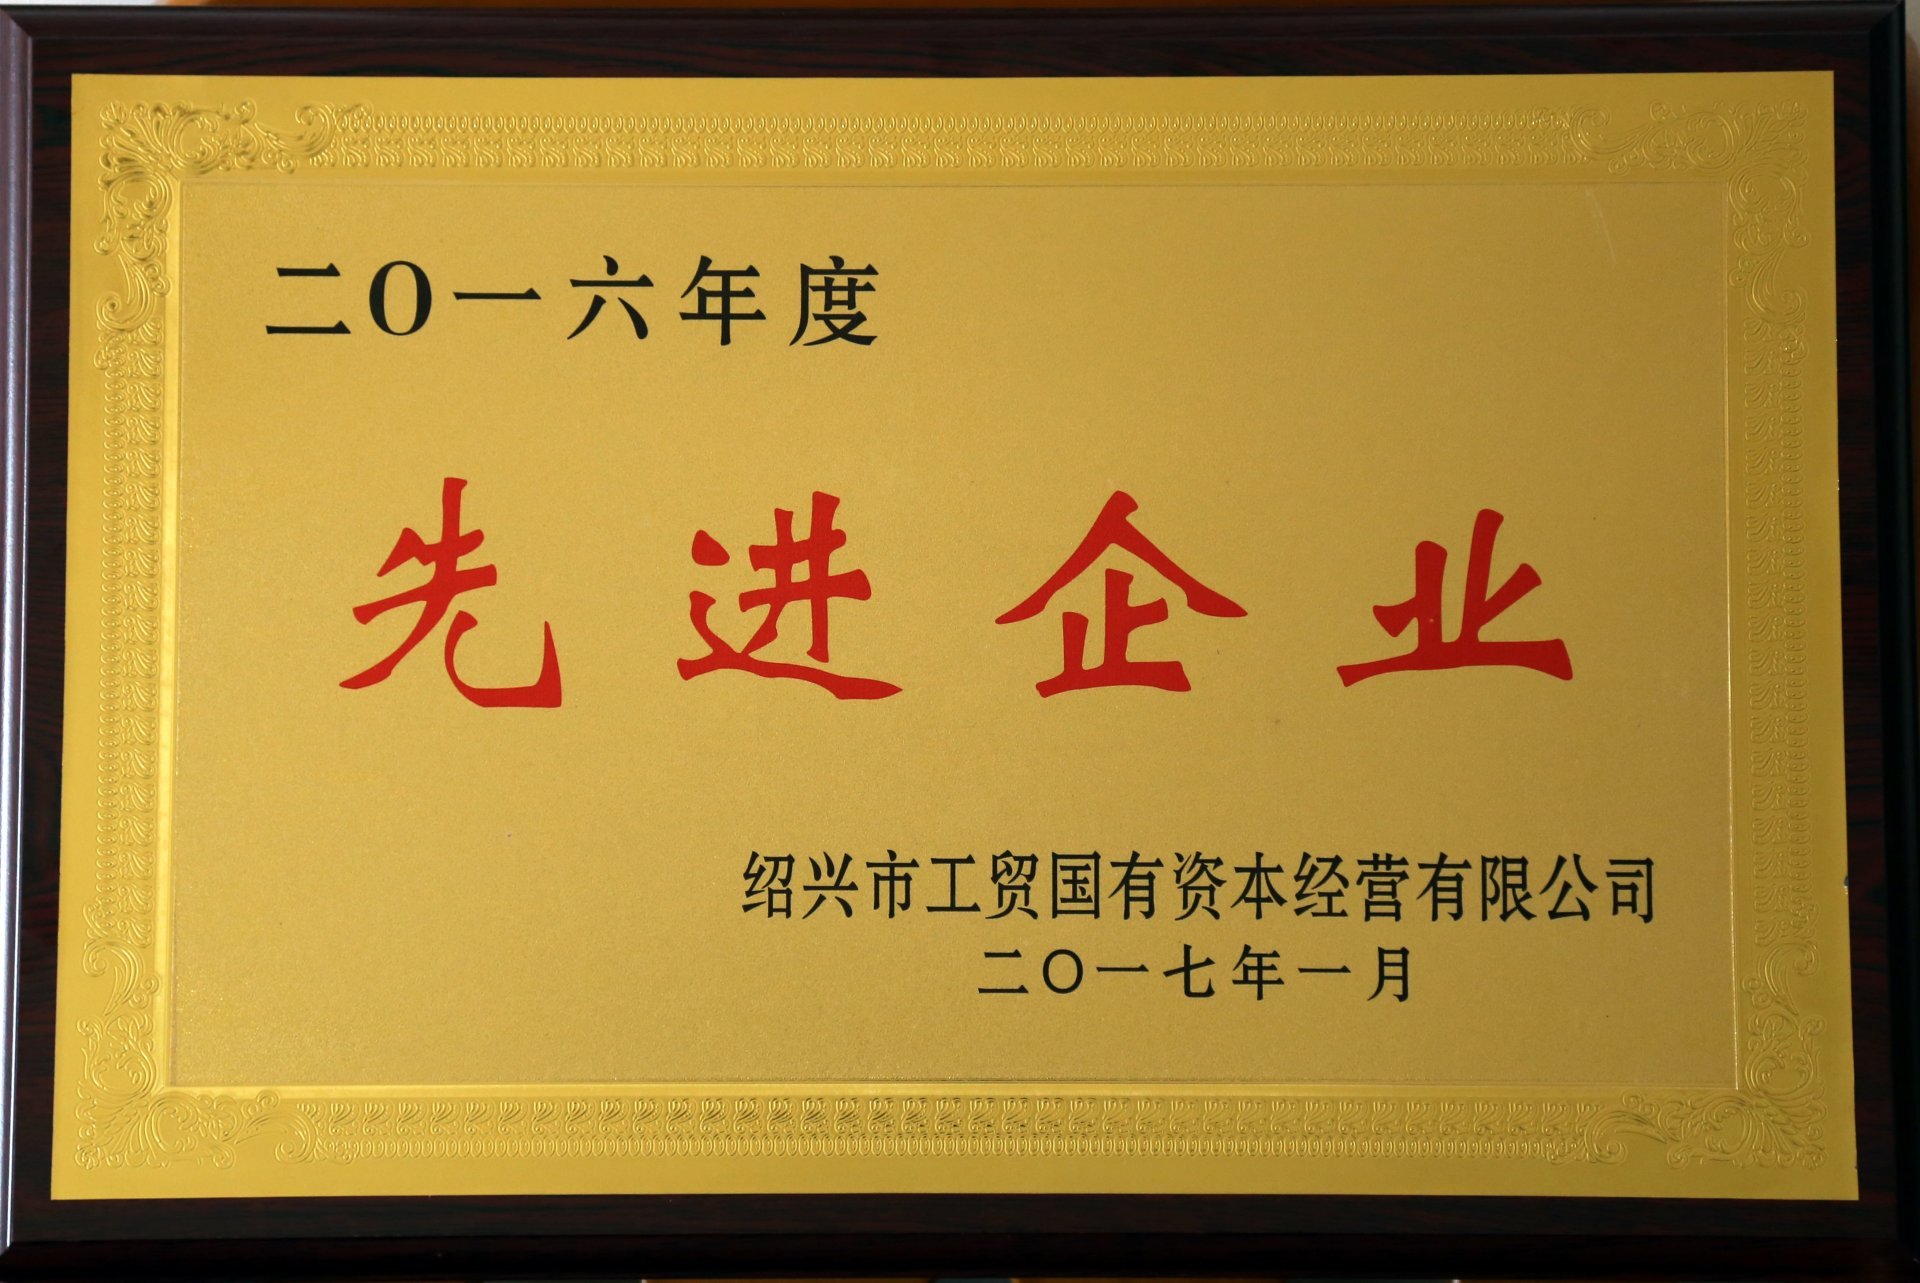 二O一六年度
先进企业
绍兴市工贸国有资本经营有限公司
二〇一七年一月